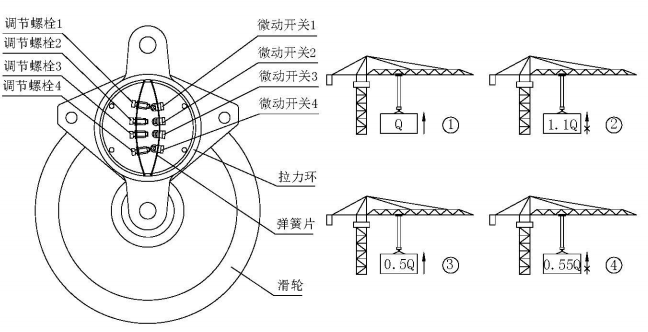 调节螺栓1
调节螺栓2
调节螺栓3
调节螺栓4
微动开关1
微动开关2
微动开关3
微动开关4
拉力环
弹簧片
滑轮
Q ①
1.1Q ②
0.5Q ③
0.55Q ④